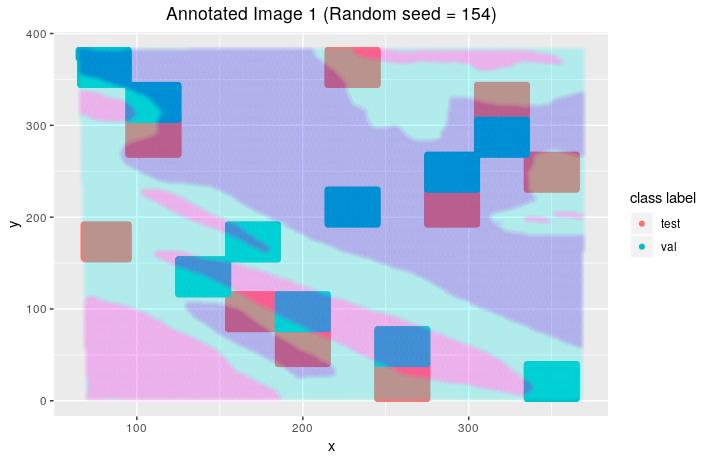 Annotated Image 1 (Random seed = 154)
400
300
200
100
0
y
100
200
300
x
class label
test
val